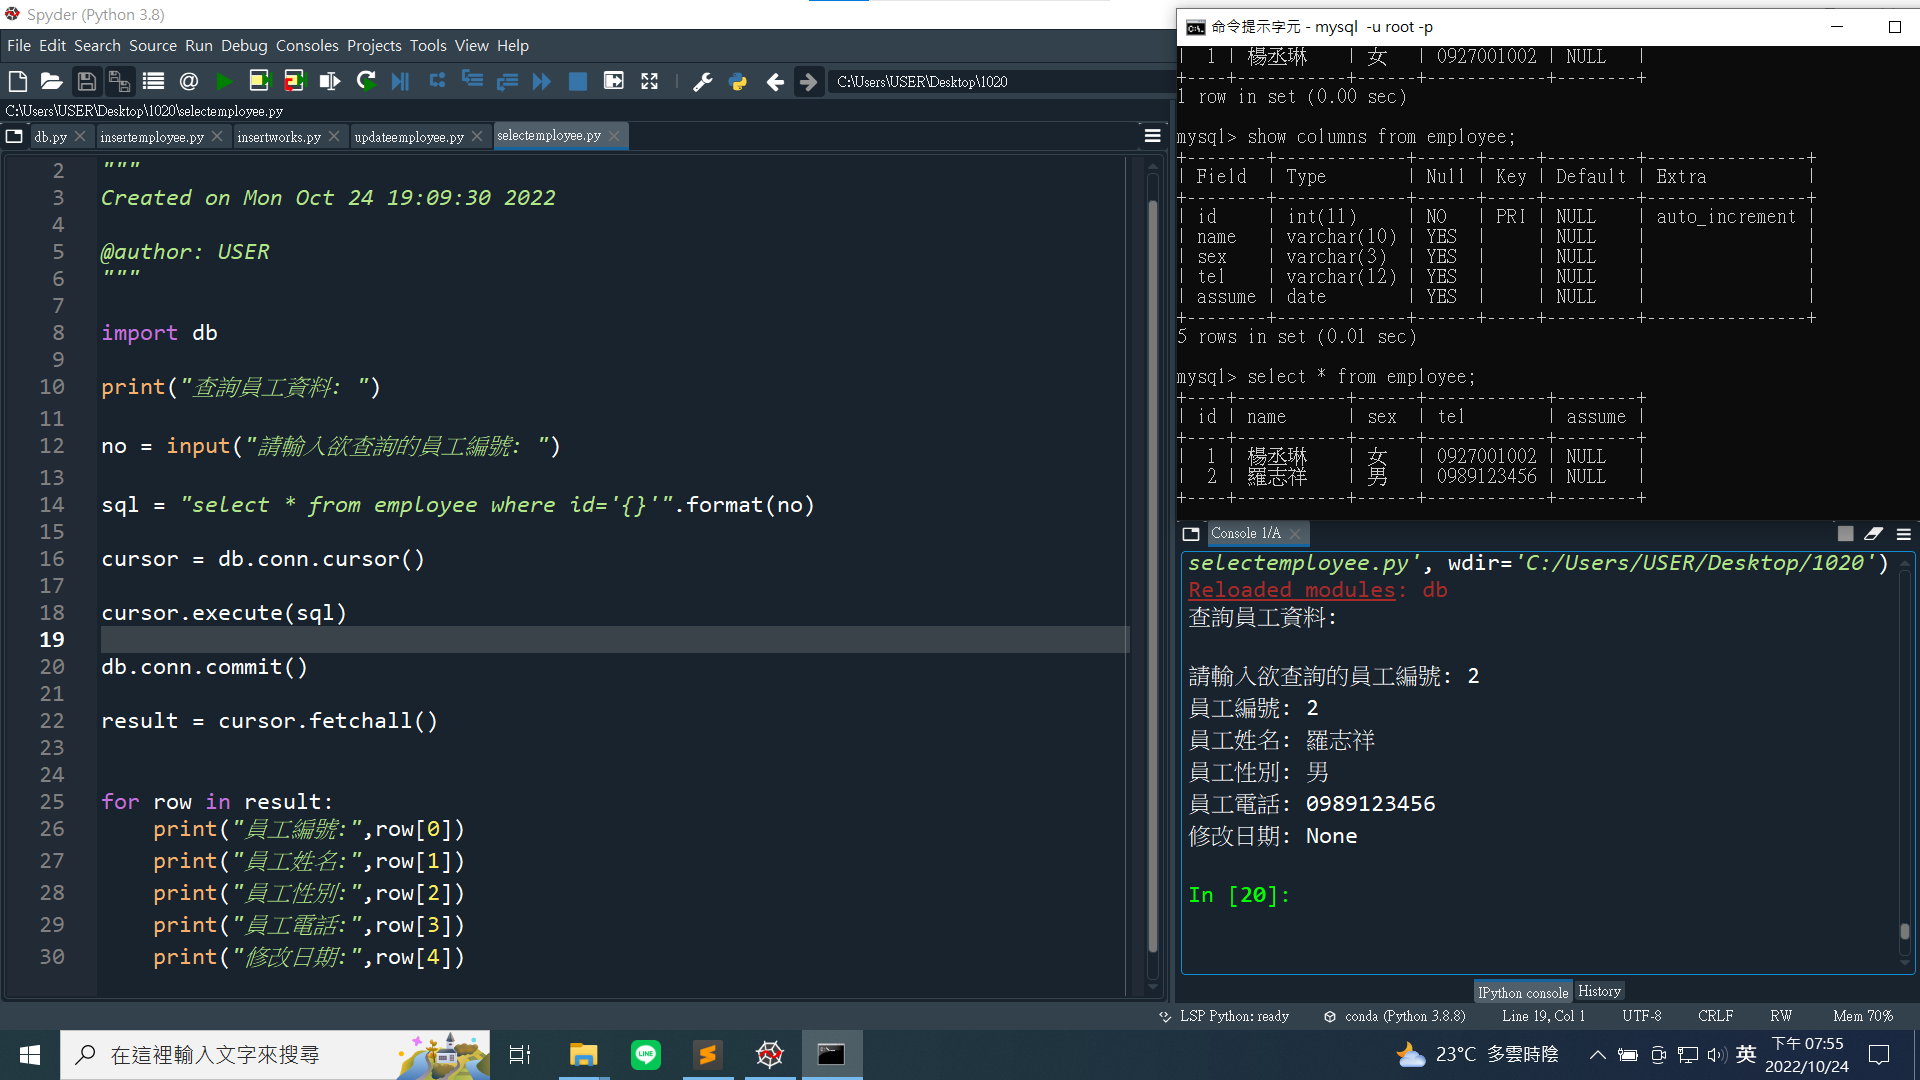 Spyder (Python 3.8)
File Edit Search Source Run Debug Consoles Projects Tools View Help
C:\Users\USER\Desktop\1020
C:\Users\USER\Desktop\1020\selectemployee.py
db.py insertemployee.py insertworks.py updateemployee.py selectemployee.py
2 """
3 Created on Mon Oct 24 19:09:30 2022
4
5 @author: USER
6 """
7
8 import db
9
10 print("查詢員工資料: ")
11
12 no = input("請輸入欲查詢的員工編號: ")
13
14 sql = "select * from employee where id='{}'".format(no)
15
16 cursor = db.conn.cursor()
17
18 cursor.execute(sql)
19
20 db.conn.commit()
21
22 result = cursor.fetchall()
23
24
25 for row in result:
26     print("員工編號:",row[0])
27     print("員工姓名:",row[1])
28     print("員工性別:",row[2])
29     print("員工電話:",row[3])
30     print("修改日期:",row[4])
命令提示字元 - mysql  -u root -p
|  1 | 楊丞琳    | 女   | 0927001002 | NULL   |
+----+-----------+------+------------+--------+
1 row in set (0.00 sec)
mysql> show columns from employee;
+--------+-------------+------+-----+---------+----------------+
| Field  | Type        | Null | Key | Default | Extra          |
+--------+-------------+------+-----+---------+----------------+
| id     | int(11)     | NO   | PRI | NULL    | auto_increment |
| name   | varchar(10) | YES  |     | NULL    |                |
| sex    | varchar(3)  | YES  |     | NULL    |                |
| tel    | varchar(12) | YES  |     | NULL    |                |
| assume | date        | YES  |     | NULL    |                |
+--------+-------------+------+-----+---------+----------------+
5 rows in set (0.01 sec)
mysql> select * from employee;
+----+-----------+------+------------+--------+
| id | name      | sex  | tel        | assume |
+----+-----------+------+------------+--------+
|  1 | 楊丞琳    | 女   | 0927001002 | NULL   |
|  2 | 羅志祥    | 男   | 0989123456 | NULL   |
+----+-----------+------+------------+--------+
Console 1/A
selectemployee.py', wdir='C:/Users/USER/Desktop/1020')
Reloaded modules: db
查詢員工資料:
請輸入欲查詢的員工編號: 2
員工編號: 2
員工姓名: 羅志祥
員工性別: 男
員工電話: 0989123456
修改日期: None
In [20]:
IPython console History
LSP Python: ready conda (Python 3.8.8) Line 19, Col 1 UTF-8 CRLF RW Mem 70%
在這裡輸入文字來搜尋
LINE
23°C 多雲時陰
英
下午 07:55
2022/10/24